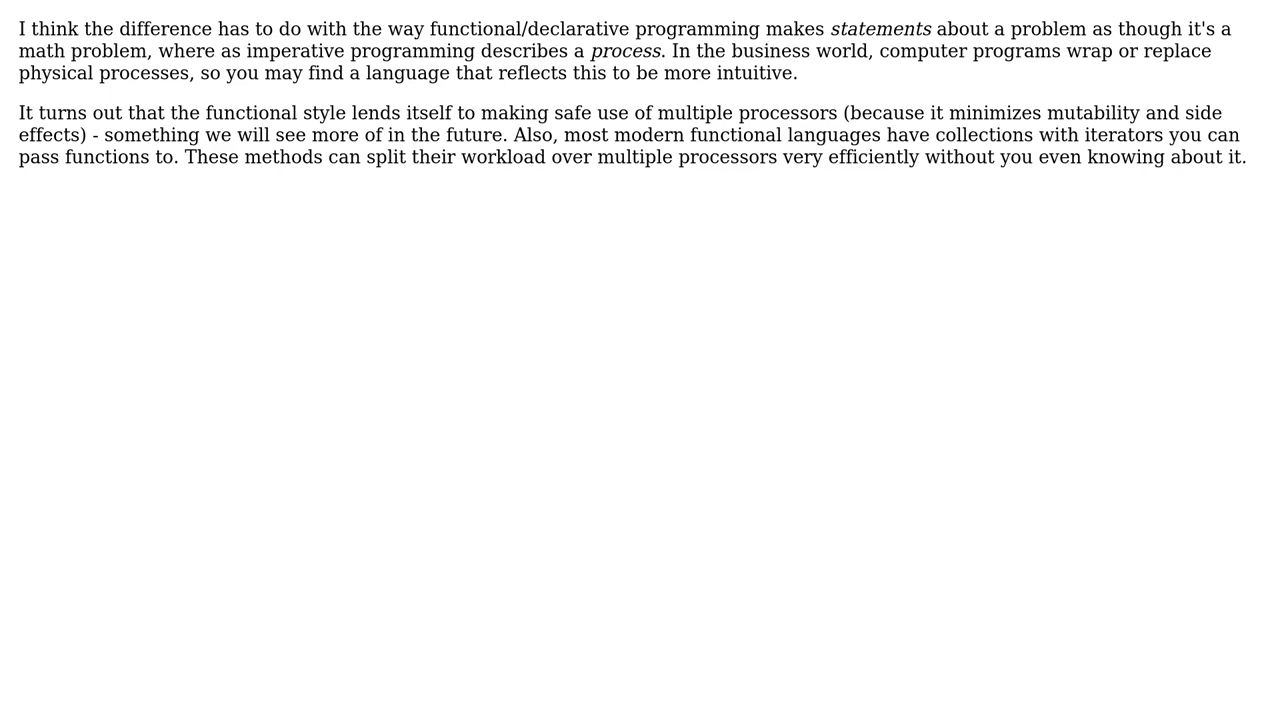 I think the difference has to do with the way functional/declarative programming makes statements about a problem as though it's a
math problem, where as imperative programming describes a process. In the business world, computer programs wrap or replace
physical processes, so you may find a language that reflects this to be more intuitive.
It turns out that the functional style lends itself to making safe use of multiple processors (because it minimizes mutability and side
effects) - something we will see more of in the future. Also, most modern functional languages have collections with iterators you can
pass functions to. These methods can split their workload over multiple processors very efficiently without you even knowing about it.